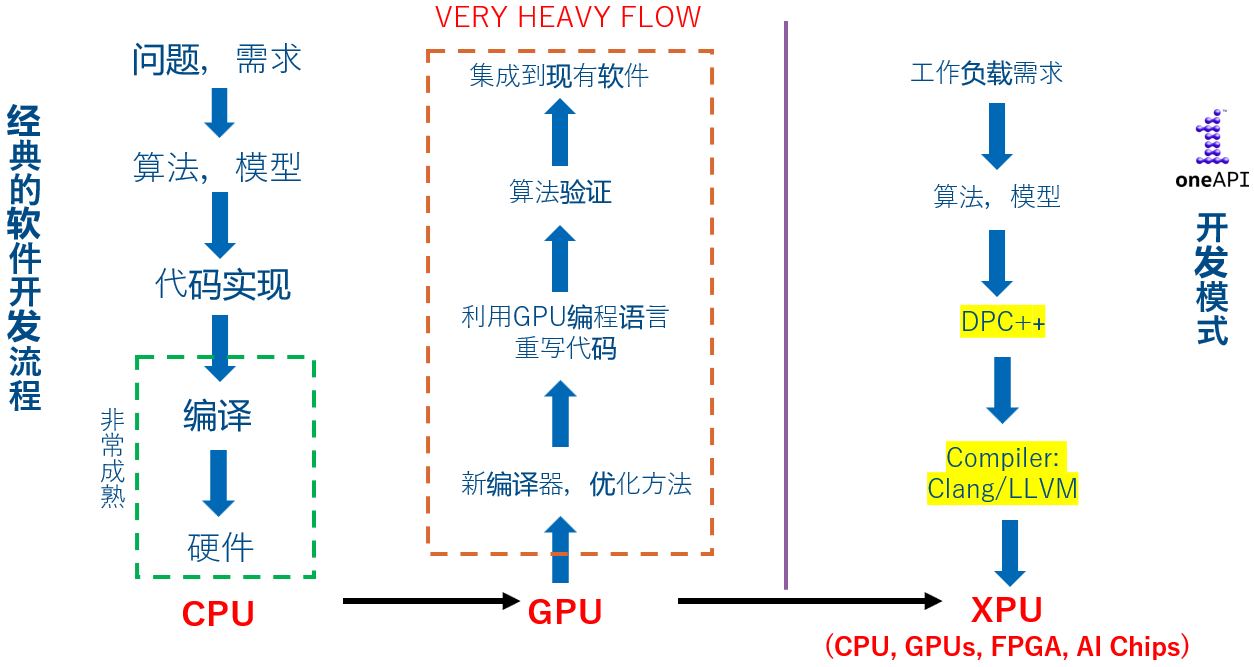 经典的软件开发流程
问题，需求
算法，模型
代码实现
编译
硬件
非常成熟
CPU
VERY HEAVY FLOW
集成到现有软件
算法验证
利用GPU编程语言
重写代码
新编译器，优化方法
GPU
工作负载需求
算法，模型
DPC++
Compiler:
Clang/LLVM
XPU
(CPU, GPUs, FPGA, AI Chips)
oneAPI
开发模式